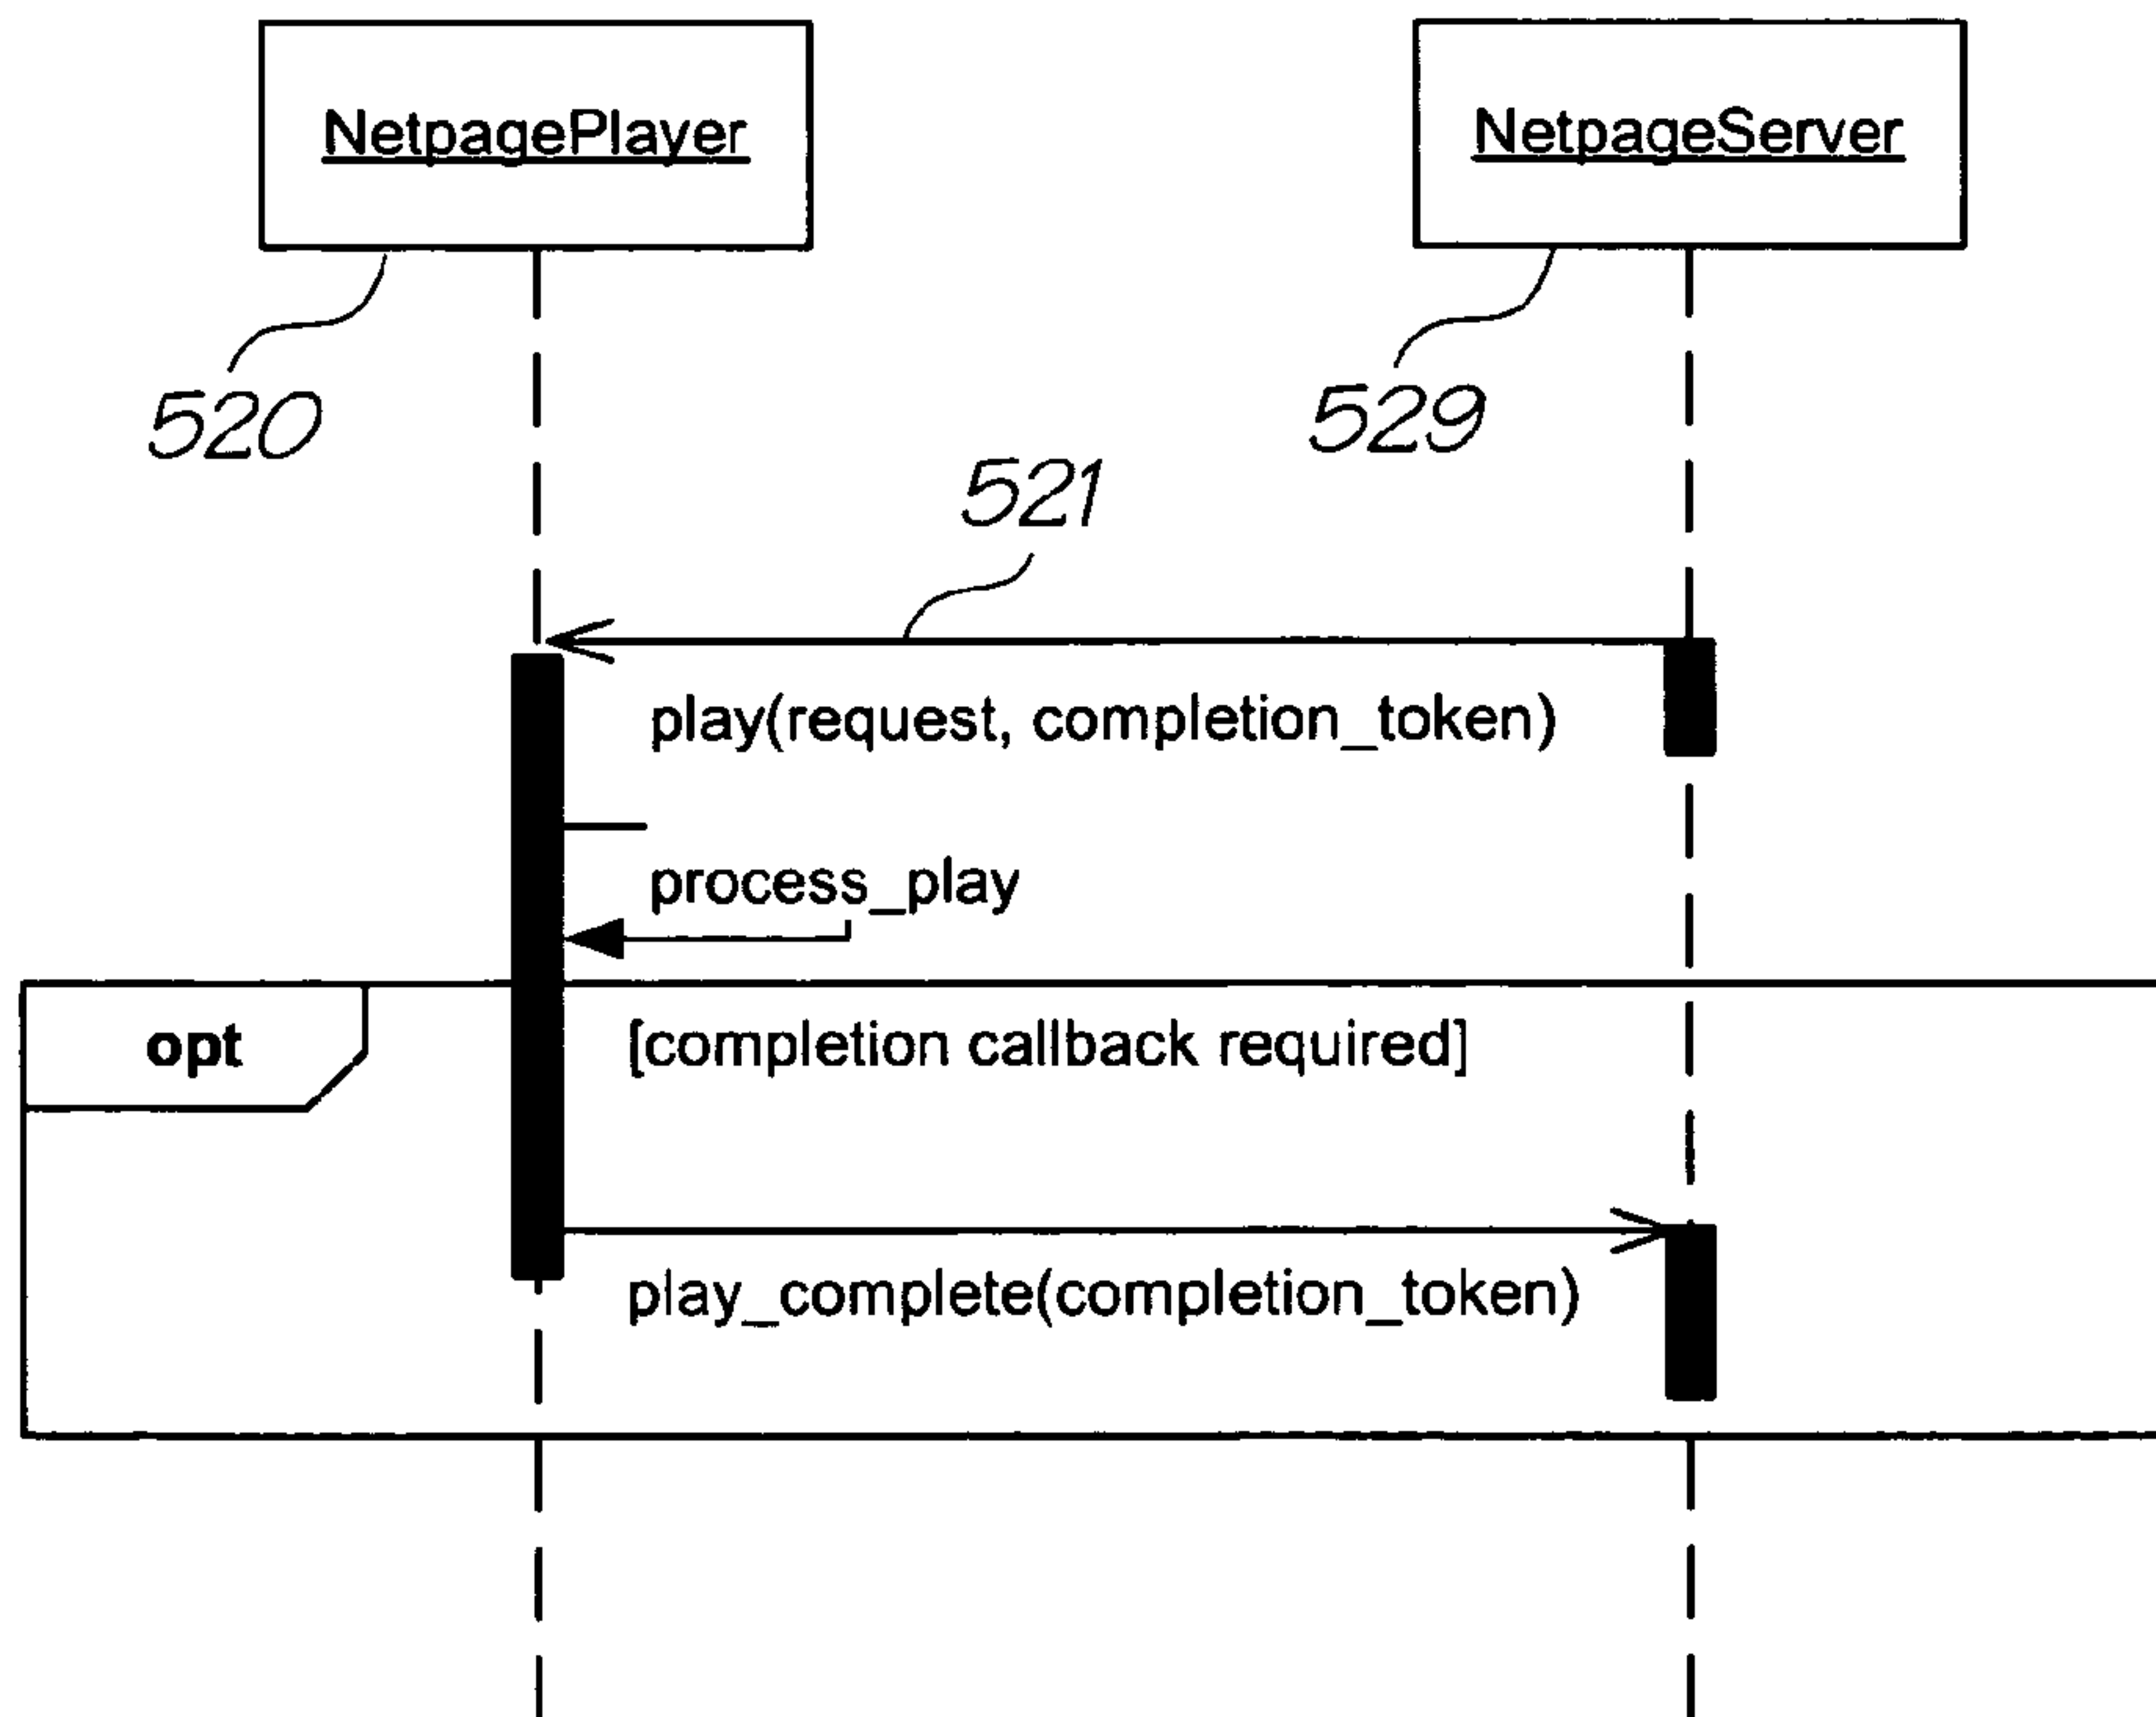 NetpagePlayer
NetpageServer
520
529
521
play(request, completion_token)
process_play
opt
[completion callback required]
play_complete(completion_token)